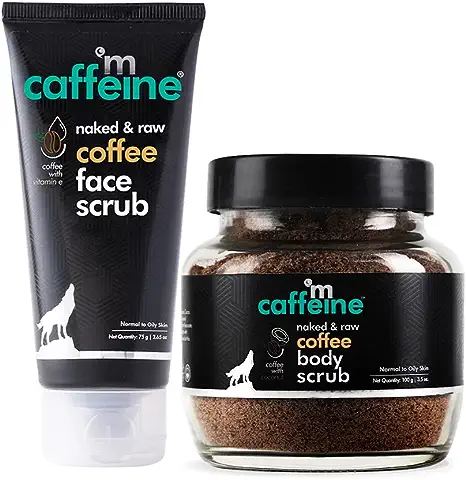 'm
caffeine®
naked & raw
coffee
face
scrub
coffee with
vitamin e
Normal to Oily Skin
Net Quantity: 75 g | 2.65 oz.
'm
caffeine
naked & raw
coffee
body
scrub
coffee with
coconut
Normal to Oily Skin
Net Quantity: 100 g | 3.5 oz.